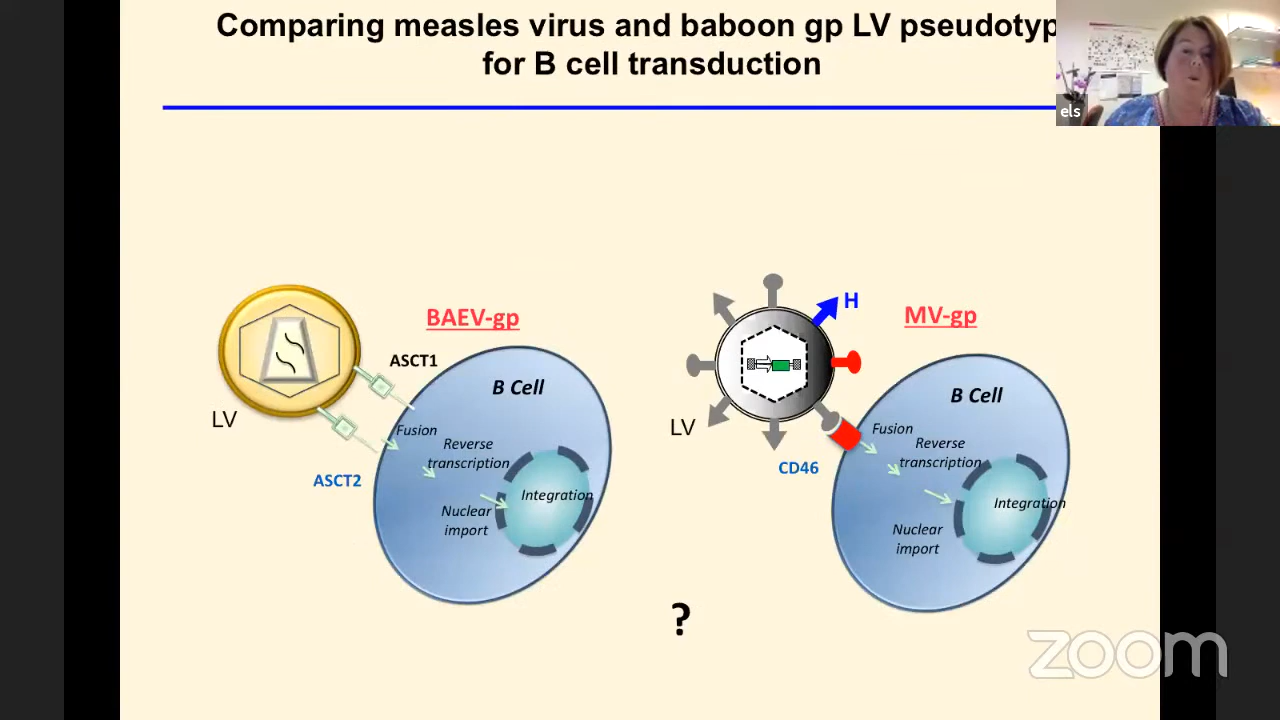 Comparing measles virus and baboon gp LV pseudotyp
for B cell transduction
els
BAEV-gp
ASCT1
B Cell
LV
Fusion
Reverse
transcription
ASCT2
Integration
Nuclear
import
H
MV-gp
B Cell
LV
Fusion
Reverse
transcription
CD46
Integration
Nuclear
import
?
zoom